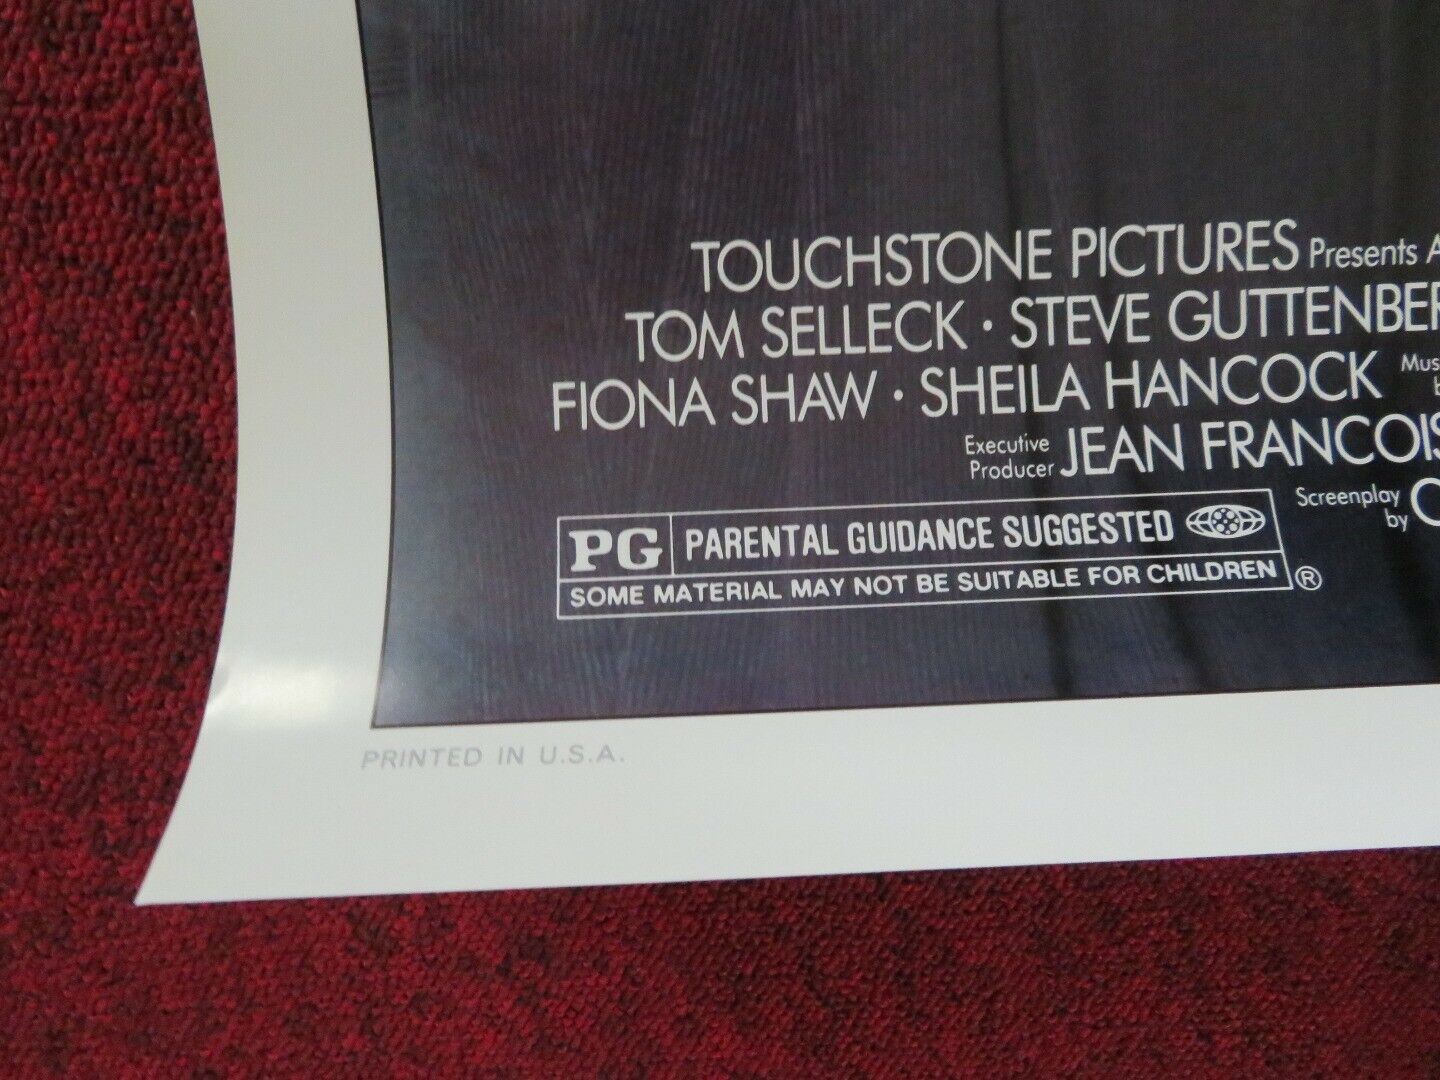 TOUCHSTONE PICTURES Presents A
TOM SELLECK · STEVE GUTTENBER
FIONA SHAW · SHEILA HANCOCK Mus
b
Executive Producer JEAN FRANCOIS
Screenplay by
PG PARENTAL GUIDANCE SUGGESTED
SOME MATERIAL MAY NOT BE SUITABLE FOR CHILDREN ®
PRINTED IN U.S.A.